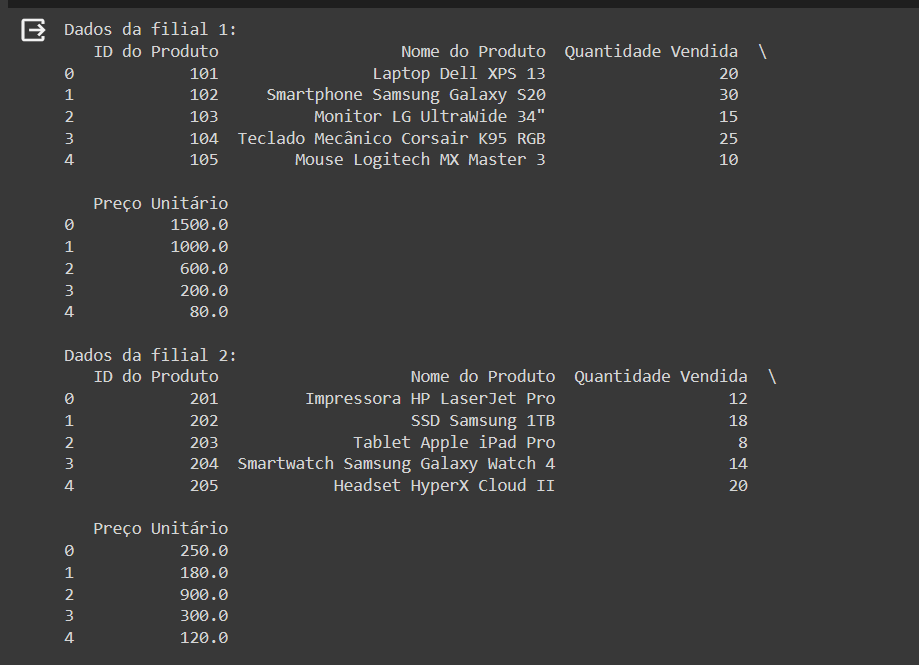 Dados da filial 1:
ID do Produto Nome do Produto Quantidade Vendida \
0 101 Laptop Dell XPS 13 20
1 102 Smartphone Samsung Galaxy S20 30
2 103 Monitor LG UltraWide 34" 15
3 104 Teclado Mecânico Corsair K95 RGB 25
4 105 Mouse Logitech MX Master 3 10
Preço Unitário
0 1500.0
1 1000.0
2 600.0
3 200.0
4 80.0
Dados da filial 2:
ID do Produto Nome do Produto Quantidade Vendida \
0 201 Impressora HP LaserJet Pro 12
1 202 SSD Samsung 1TB 18
2 203 Tablet Apple iPad Pro 8
3 204 Smartwatch Samsung Galaxy Watch 4 14
4 205 Headset HyperX Cloud II 20
Preço Unitário
0 250.0
1 180.0
2 900.0
3 300.0
4 120.0